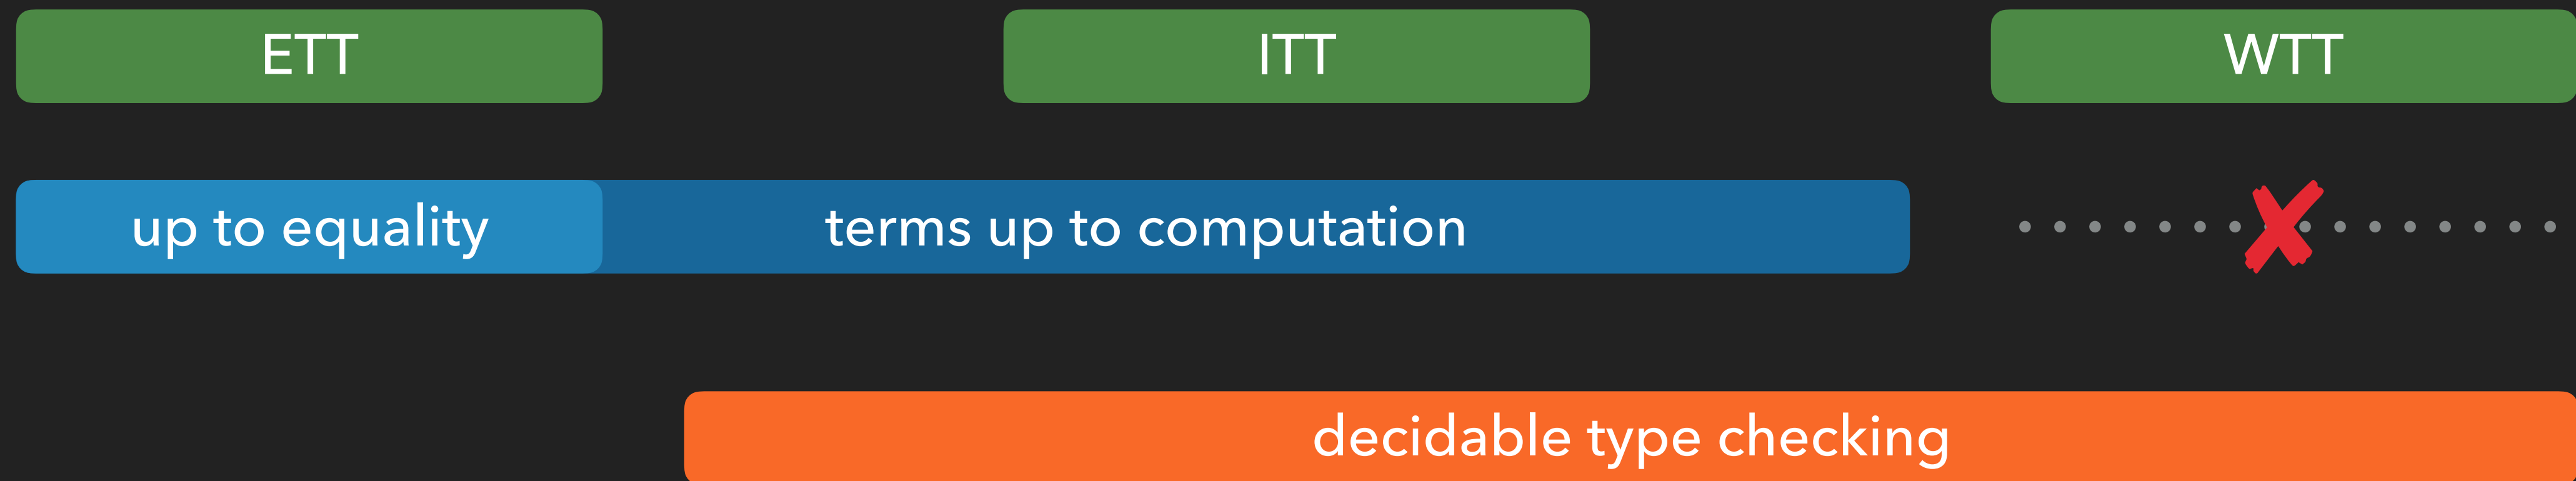 ETT
ITT
WTT
up to equality
terms up to computation
decidable type checking